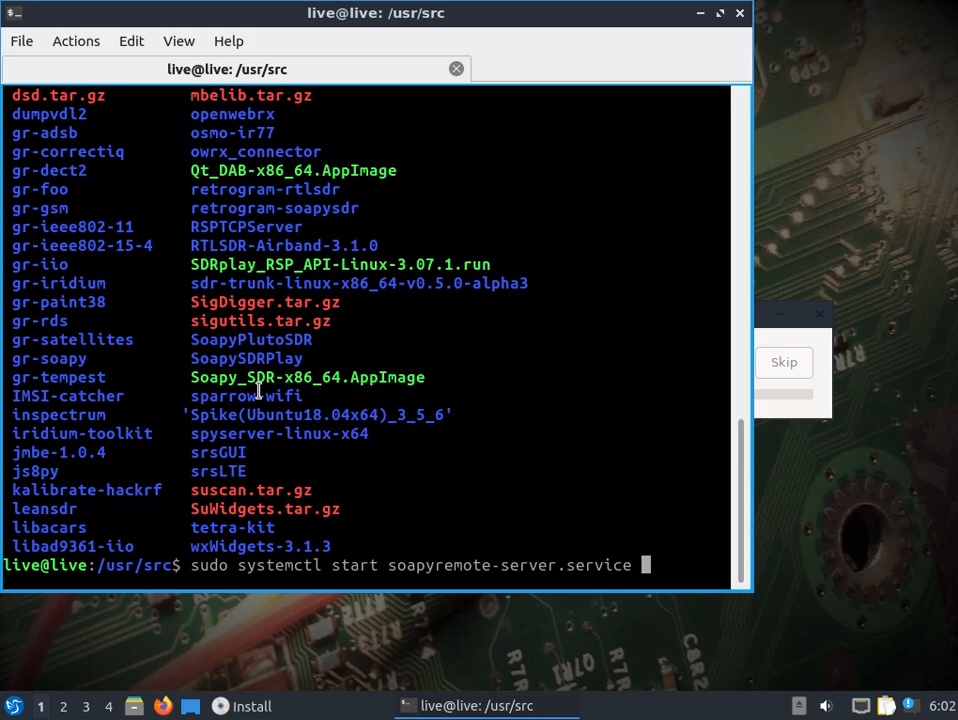 live@live: /usr/src
File Actions Edit View Help
live@live: /usr/src
dsd.tar.gz mbelib.tar.gz
dumpvdl2 openwebrx
gr-adsb osmo-ir77
gr-correctiq owrx_connector
gr-dect2 Qt_DAB-x86_64.AppImage
gr-foo retrogram-rtlsdr
gr-gsm retrogram-soapysdr
gr-ieee802-11 RSPTCPServer
gr-ieee802-15-4 RTLSDR-Airband-3.1.0
gr-iio SDRplay_RSP_API-Linux-3.07.1.run
gr-iridium sdr-trunk-linux-x86_64-v0.5.0-alpha3
gr-paint38 SigDigger.tar.gz
gr-rds sigutils.tar.gz
gr-satellites SoapyPlutoSDR
gr-soapy SoapySDRPlay
gr-tempest Soapy_SDR-x86_64.AppImage
IMSI-catcher sparrow-wifi
inspectrum 'Spike(Ubuntu18.04x64)_3_5_6'
iridium-toolkit spyserver-linux-x64
jmbe-1.0.4 srsGUI
js8py srsLTE
kalibrate-hackrf suscan.tar.gz
leansdr SuWidgets.tar.gz
libacars tetra-kit
libad9361-iio wxWidgets-3.1.3
live@live:/usr/src$ sudo systemctl start soapyremote-server.service
Skip
1 2 3 4 Install live@live: /usr/src 6:02